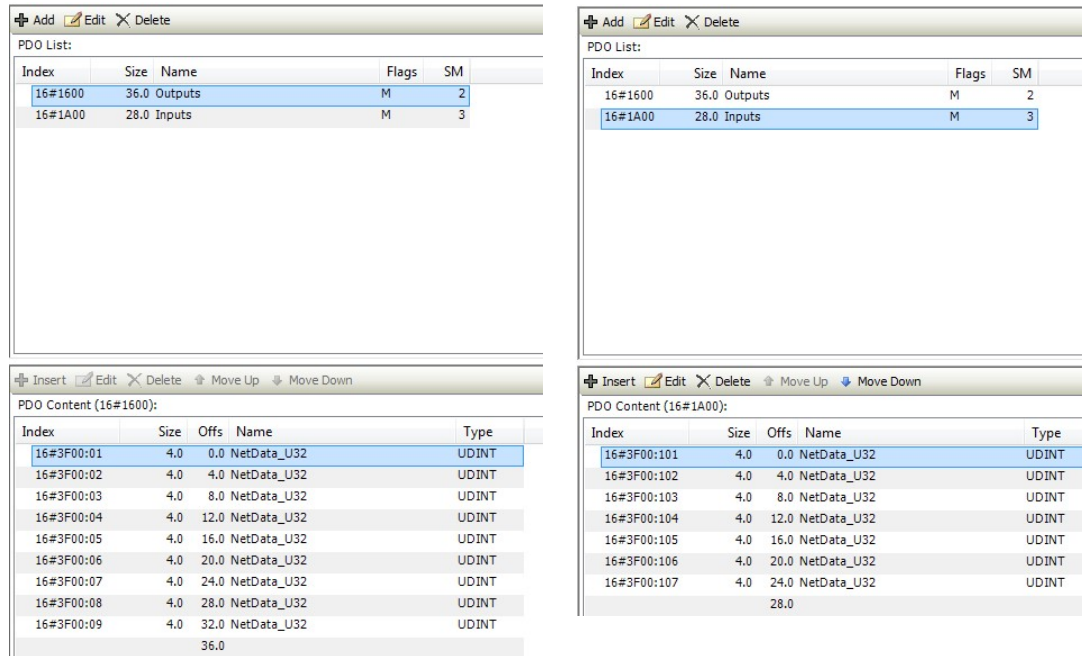 Add Edit Delete
PDO List:
Index Size Name Flags SM
16#1600 36.0 Outputs M 2
16#1A00 28.0 Inputs M 3
Insert Edit Delete Move Up Move Down
PDO Content (16#1600):
Index Size Offs Name Type
16#3F00:01 4.0 0.0 NetData_U32 UDINT
16#3F00:02 4.0 4.0 NetData_U32 UDINT
16#3F00:03 4.0 8.0 NetData_U32 UDINT
16#3F00:04 4.0 12.0 NetData_U32 UDINT
16#3F00:05 4.0 16.0 NetData_U32 UDINT
16#3F00:06 4.0 20.0 NetData_U32 UDINT
16#3F00:07 4.0 24.0 NetData_U32 UDINT
16#3F00:08 4.0 28.0 NetData_U32 UDINT
16#3F00:09 4.0 32.0 NetData_U32 UDINT
36.0
Add Edit Delete
PDO List:
Index Size Name Flags SM
16#1600 36.0 Outputs M 2
16#1A00 28.0 Inputs M 3
Insert Edit Delete Move Up Move Down
PDO Content (16#1A00):
Index Size Offs Name Type
16#3F00:101 4.0 0.0 NetData_U32 UDINT
16#3F00:102 4.0 4.0 NetData_U32 UDINT
16#3F00:103 4.0 8.0 NetData_U32 UDINT
16#3F00:104 4.0 12.0 NetData_U32 UDINT
16#3F00:105 4.0 16.0 NetData_U32 UDINT
16#3F00:106 4.0 20.0 NetData_U32 UDINT
16#3F00:107 4.0 24.0 NetData_U32 UDINT
28.0